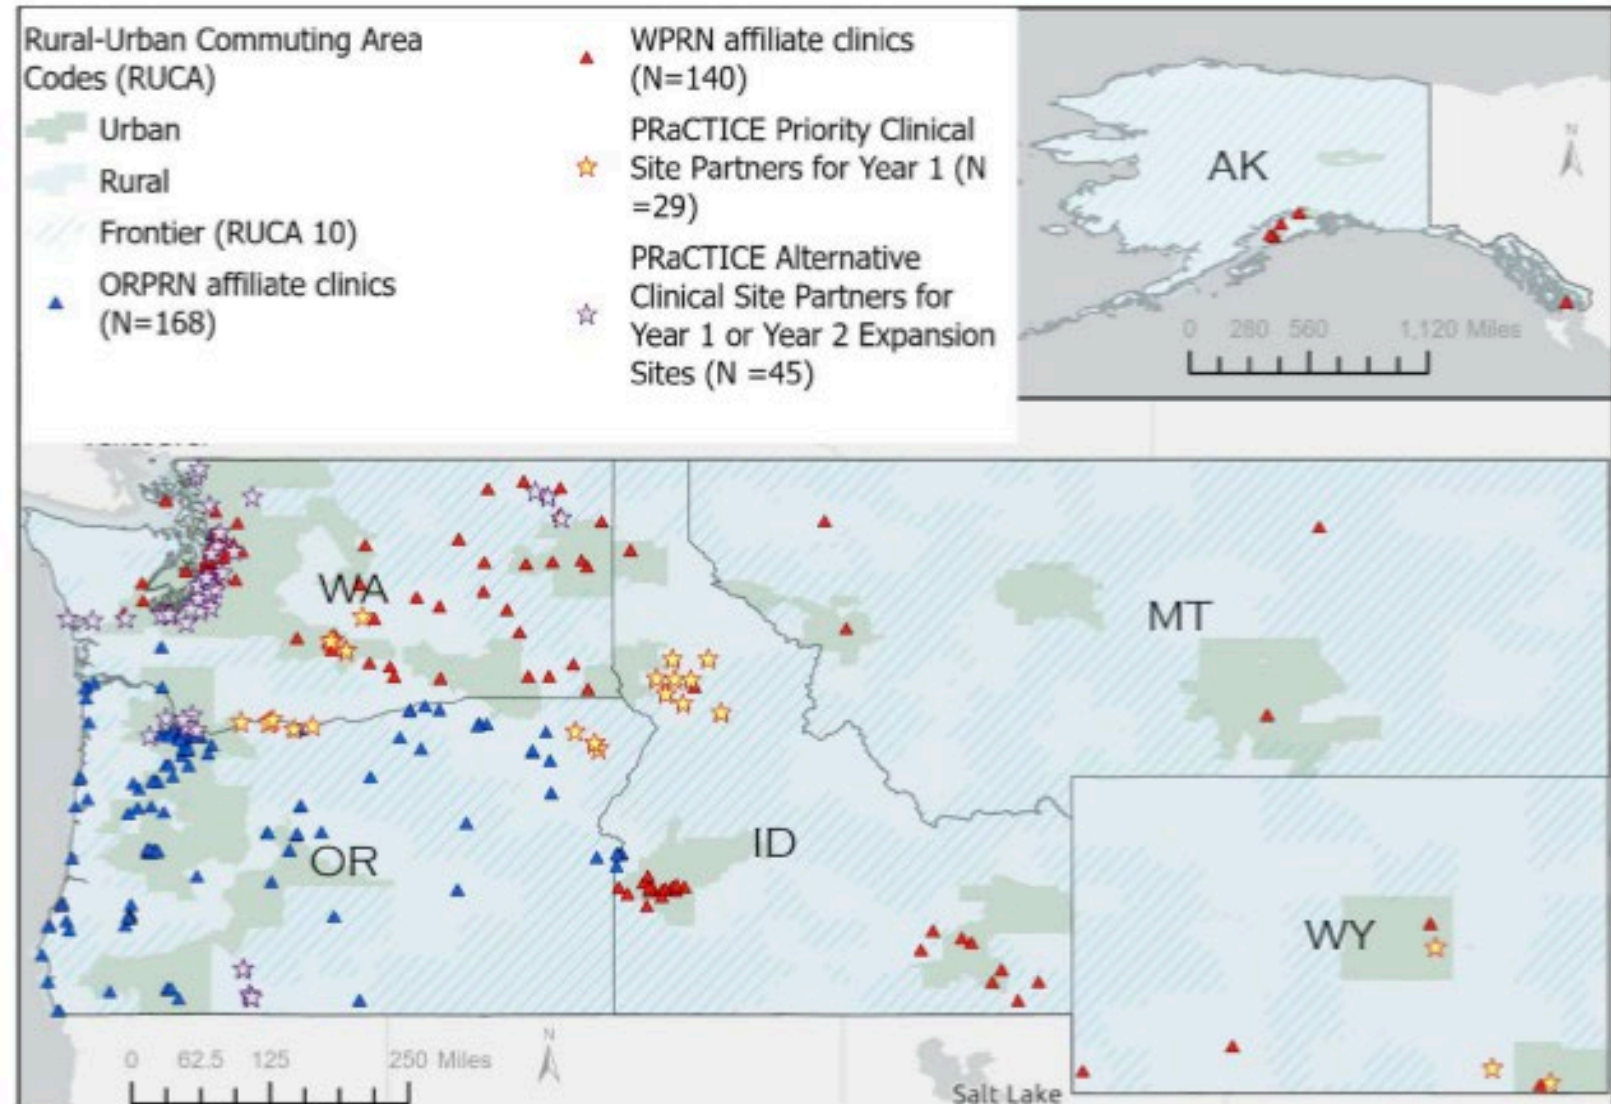 Rural-Urban Commuting Area
Codes (RUCA)
Urban
Rural
Frontier (RUCA 10)
ORPRN affiliate clinics
(N=168)
WPRN affiliate clinics
(N=140)
PRaCTICE Priority Clinical
Site Partners for Year 1 (N
=29)
PRaCTICE Alternative
Clinical Site Partners for
Year 1 or Year 2 Expansion
Sites (N =45)
N
AK
0 280 560 1,120 Miles
WA
MT
OR
ID
WY
N
0 62.5 125 250 Miles
Salt Lake